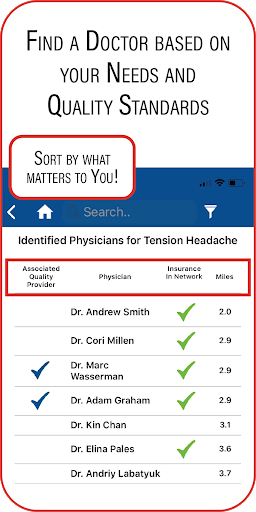 Find a Doctor based on
your Needs and
Quality Standards
Sort by what
matters to You!
Search..
Identified Physicians for Tension Headache
Associated
Quality
Provider
Physician
Insurance
In Network
Miles
Dr. Andrew Smith 2.0
Dr. Cori Millen 2.9
Dr. Marc
Wasserman 2.9
Dr. Adam Graham 2.9
Dr. Kin Chan 3.1
Dr. Elina Pales 3.6
Dr. Andriy Labatyuk 3.7